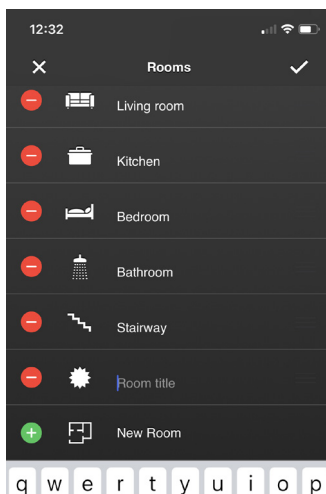 12:32
Rooms
Living room
Kitchen
Bedroom
Bathroom
Stairway
Room title
New Room
q w e r t y u i o p